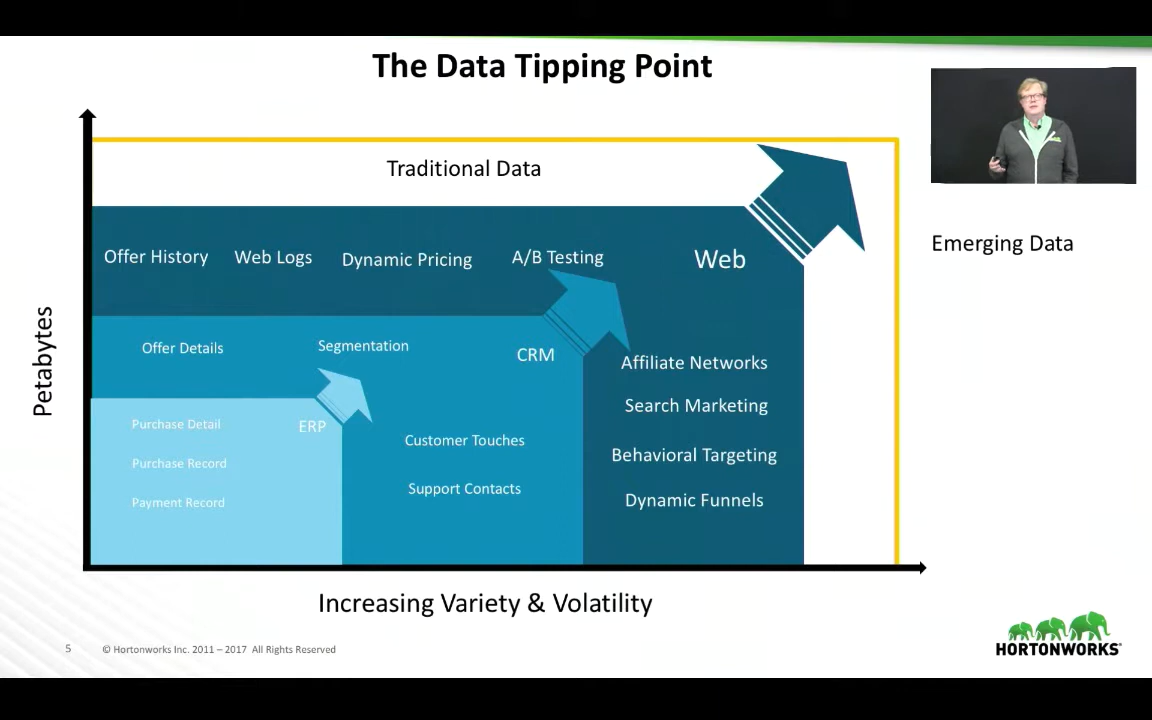 The Data Tipping Point
Traditional Data
Emerging Data
Offer History
Web Logs
Dynamic Pricing
A/B Testing
Web
Offer Details
Segmentation
CRM
Affiliate Networks
Search Marketing
Behavioral Targeting
Dynamic Funnels
Purchase Detail
ERP
Purchase Record
Payment Record
Customer Touches
Support Contacts
Petabytes
Increasing Variety & Volatility
5
© Hortonworks Inc. 2011 – 2017 All Rights Reserved
HORTONWORKS